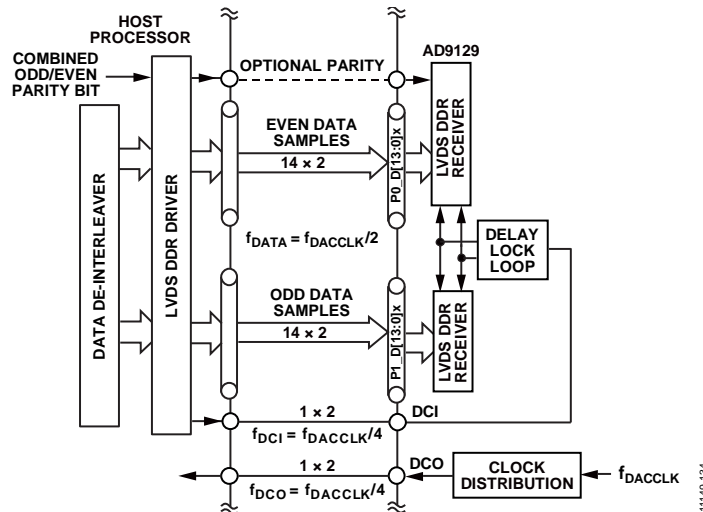 HOST
PROCESSOR
COMBINED
ODD/EVEN
PARITY BIT
OPTIONAL PARITY
AD9129
EVEN DATA
SAMPLES
14 × 2
P0_D[13:0]x
LVDS DDR
RECEIVER
DATA DE-INTERLEAVER
LVDS DDR DRIVER
fDATA = fDACCLK/2
DELAY
LOCK
LOOP
ODD DATA
SAMPLES
14 × 2
P1_D[13:0]x
LVDS DDR
RECEIVER
1 × 2
DCI
fDCI = fDACCLK/4
1 × 2
DCO
fDCO = fDACCLK/4
CLOCK
DISTRIBUTION
fDACCLK
11149-124